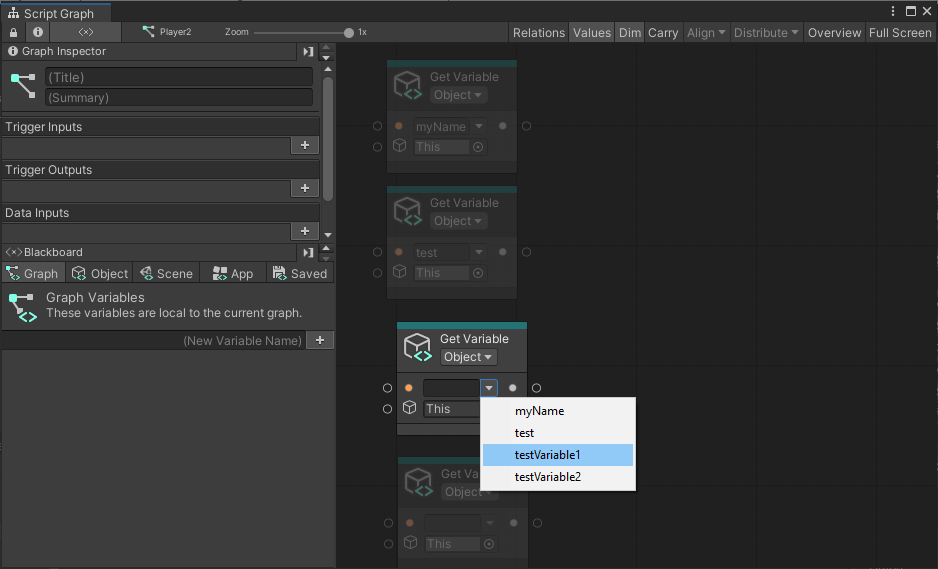 Script Graph
Player2
Zoom
1x
Relations
Values
Dim
Carry
Align
Distribute
Overview
Full Screen
Graph Inspector
(Title)
(Summary)
Trigger Inputs
Trigger Outputs
Data Inputs
Blackboard
Graph
Object
Scene
App
Saved
Graph Variables
These variables are local to the current graph.
(New Variable Name)
Get Variable
Object
myName
This
Get Variable
Object
test
This
Get Variable
Object
This
myName
test
testVariable1
testVariable2
Get Va
Object
This